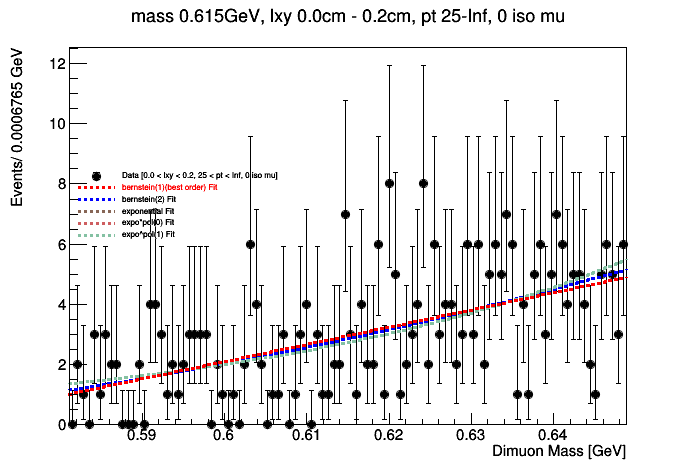 mass 0.615GeV, lxy 0.0cm - 0.2cm, pt 25-Inf, 0 iso mu
Events/ 0.0006765 GeV
12
10
8
Data [0.0 < lxy < 0.2, 25 < pt < Inf, 0 iso mu]
bernstein(1)(best order) Fit
bernstein(2) Fit
exponential Fit
expo*pol(0) Fit
expo*pol(1) Fit
6
4
2
0
0.59 0.6 0.61 0.62 0.63 0.64
Dimuon Mass [GeV]